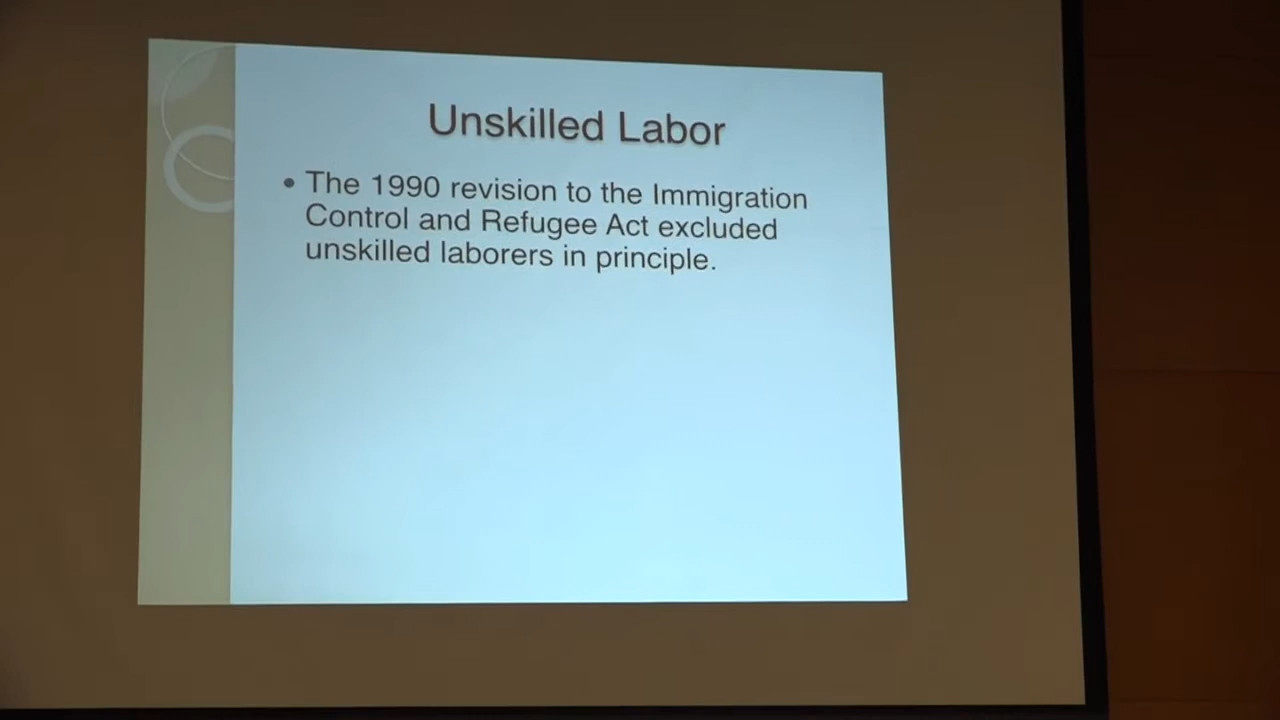 Unskilled Labor
• The 1990 revision to the Immigration
Control and Refugee Act excluded
unskilled laborers in principle.